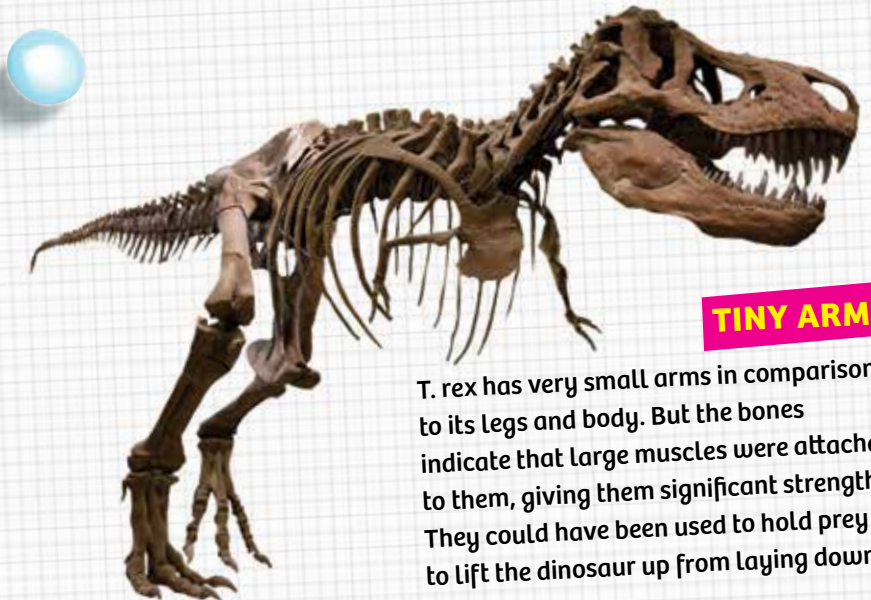 TINY ARM
T. rex has very small arms in comparison
to its legs and body. But the bones
indicate that large muscles were attache
to them, giving them significant strength
They could have been used to hold prey
to lift the dinosaur up from laying down